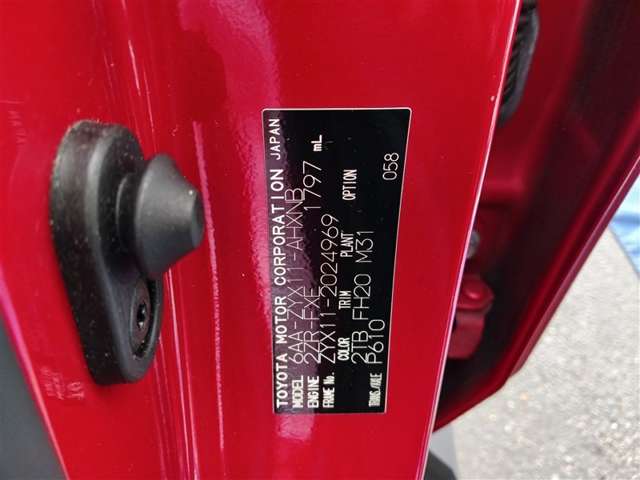 TOYOTA MOTOR CORPORATION JAPAN
MODEL 6AA-ZYX11-AHXNB
ENGINE 2ZR-FXE 1797 mL
FRAME No. ZYX11-2024969
COLOR TRIM PLANT OPTION
2TB FH20 M31
TRANS./AXLE P610
058